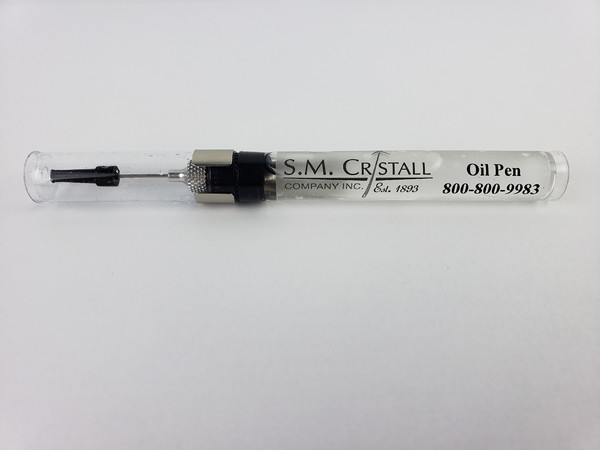 S.M. CRISTALL
COMPANY INC. Est. 1893
Oil Pen
800-800-9983